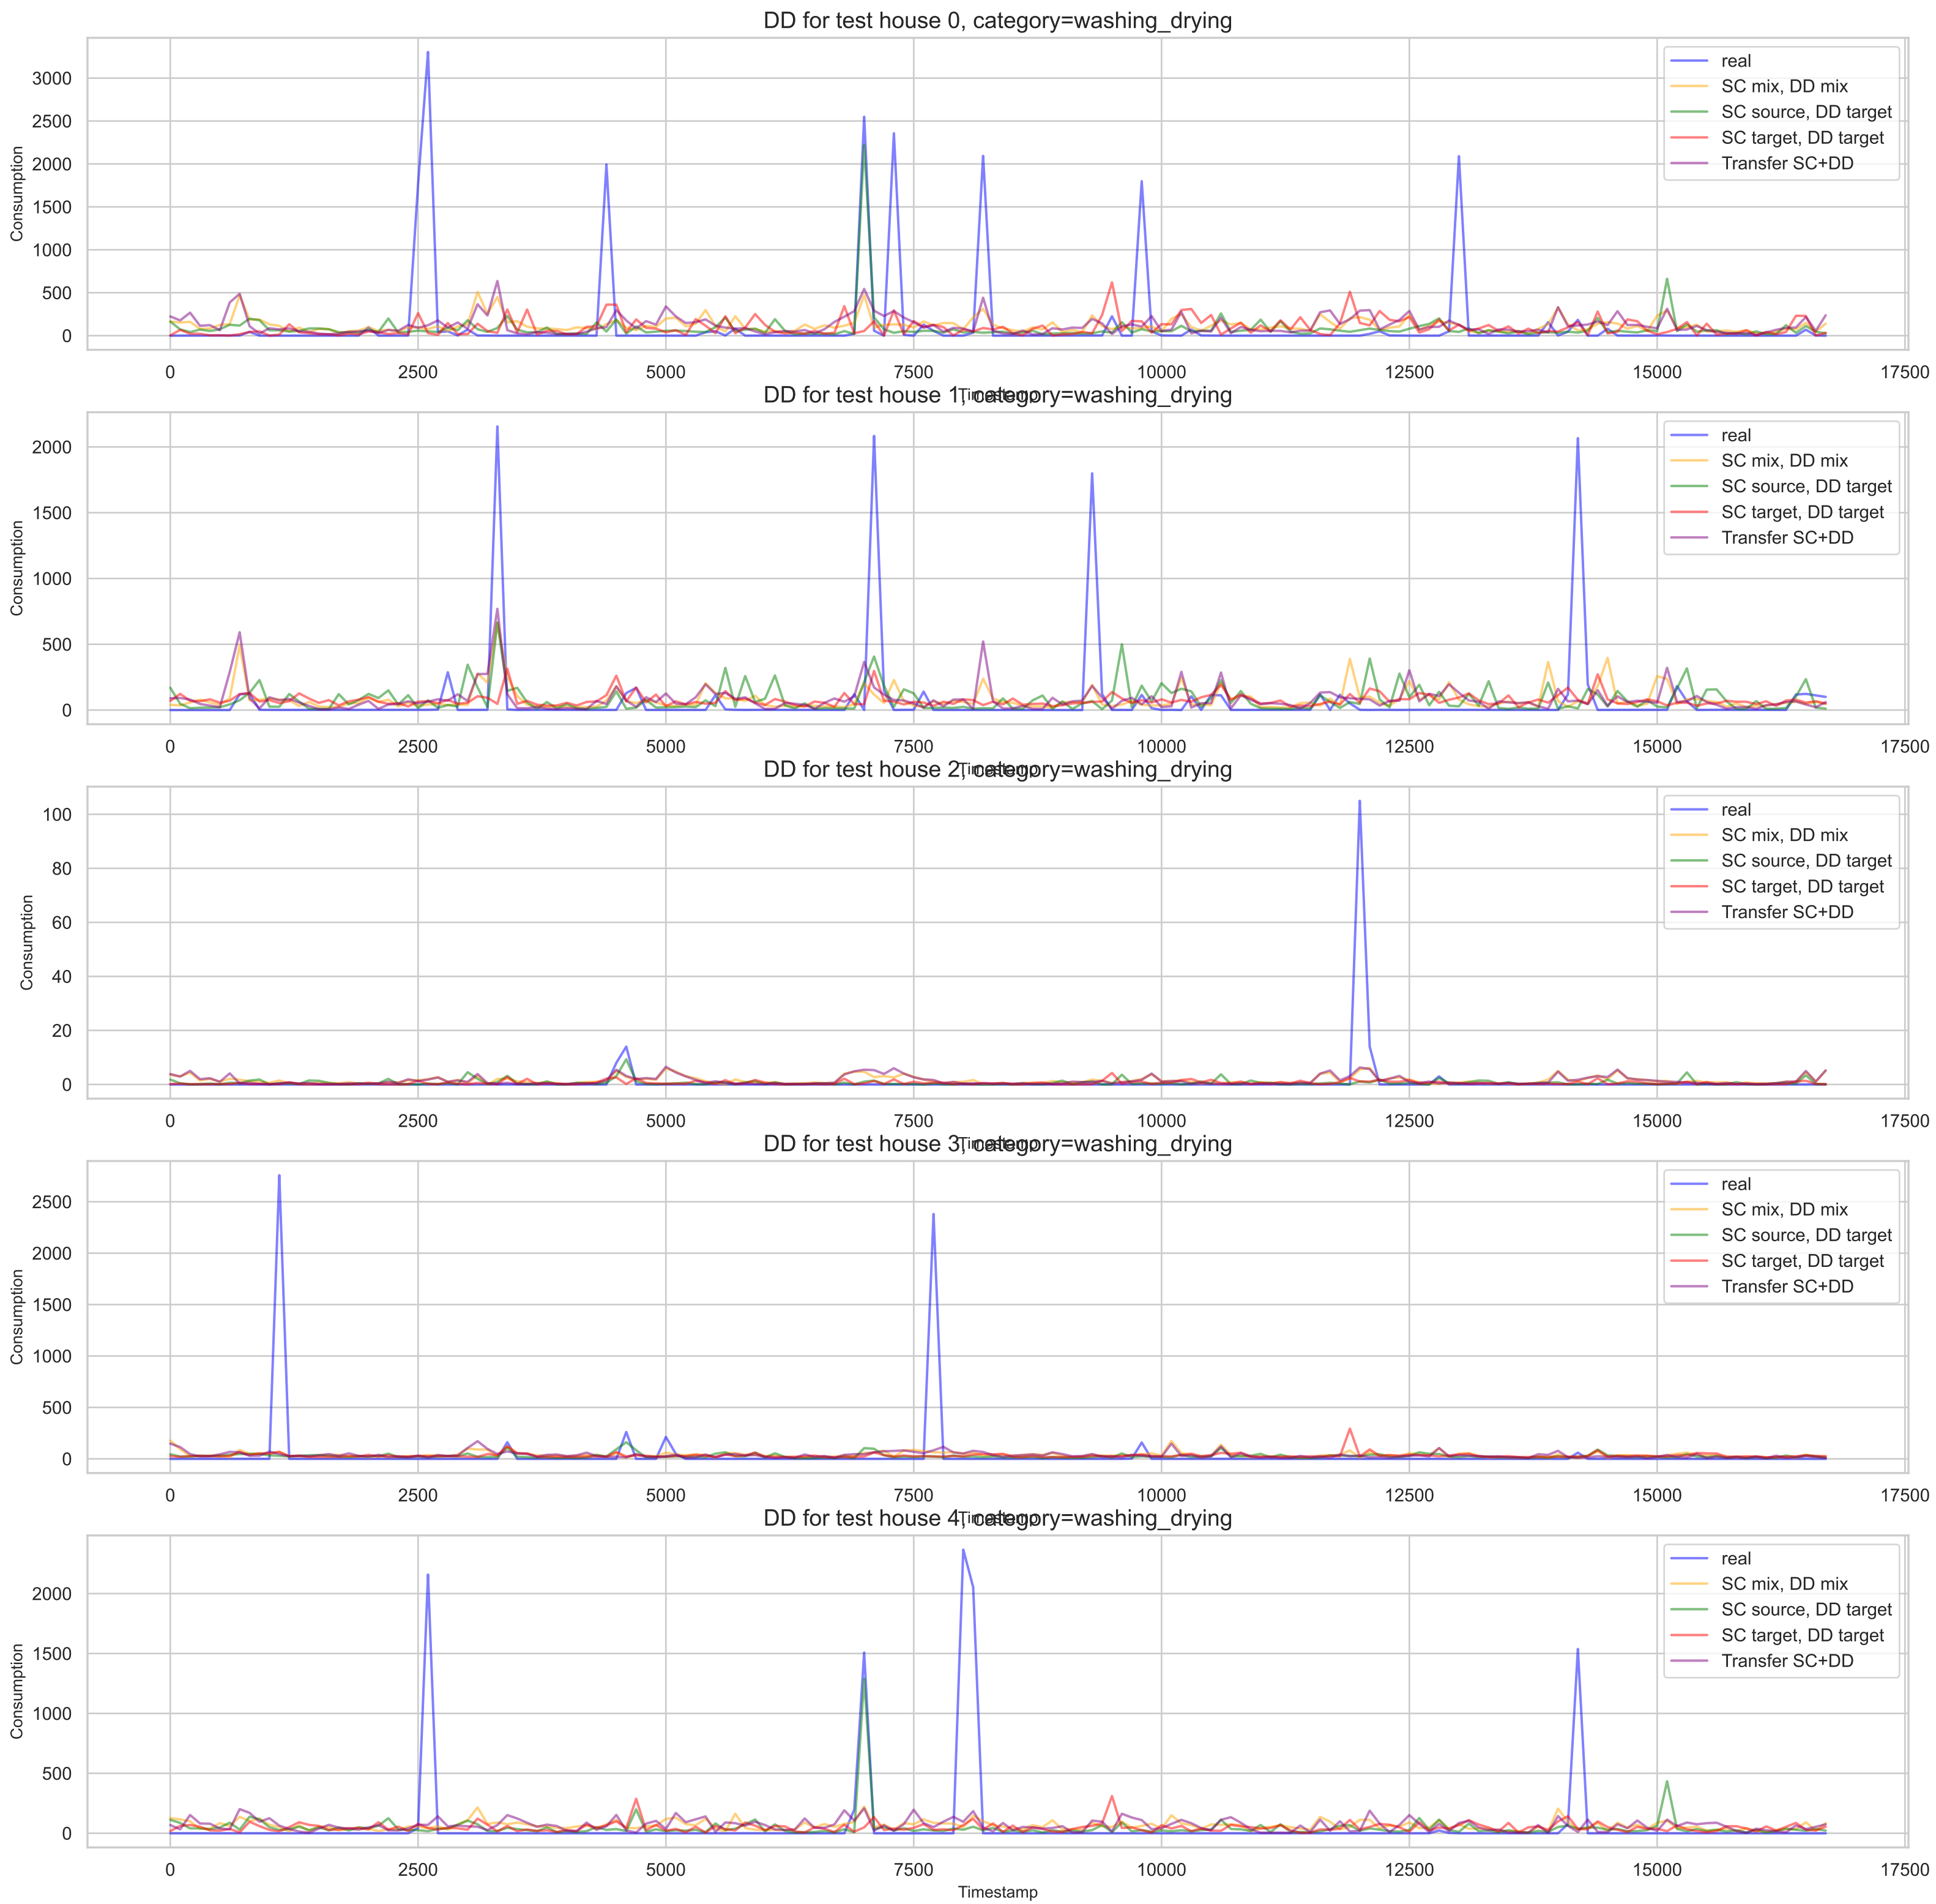 DD for test house 0, category=washing_drying
Consumption
3000
2500
2000
1500
1000
500
0
real
SC mix, DD mix
SC source, DD target
SC target, DD target
Transfer SC+DD
0 2500 5000 7500 10000 12500 15000 17500
Timestamp
DD for test house 1, category=washing_drying
Consumption
2000
1500
1000
500
0
real
SC mix, DD mix
SC source, DD target
SC target, DD target
Transfer SC+DD
0 2500 5000 7500 10000 12500 15000 17500
Timestamp
DD for test house 2, category=washing_drying
Consumption
100
80
60
40
20
0
real
SC mix, DD mix
SC source, DD target
SC target, DD target
Transfer SC+DD
0 2500 5000 7500 10000 12500 15000 17500
Timestamp
DD for test house 3, category=washing_drying
Consumption
2500
2000
1500
1000
500
0
real
SC mix, DD mix
SC source, DD target
SC target, DD target
Transfer SC+DD
0 2500 5000 7500 10000 12500 15000 17500
Timestamp
DD for test house 4, category=washing_drying
Consumption
2000
1500
1000
500
0
real
SC mix, DD mix
SC source, DD target
SC target, DD target
Transfer SC+DD
0 2500 5000 7500 10000 12500 15000 17500
Timestamp